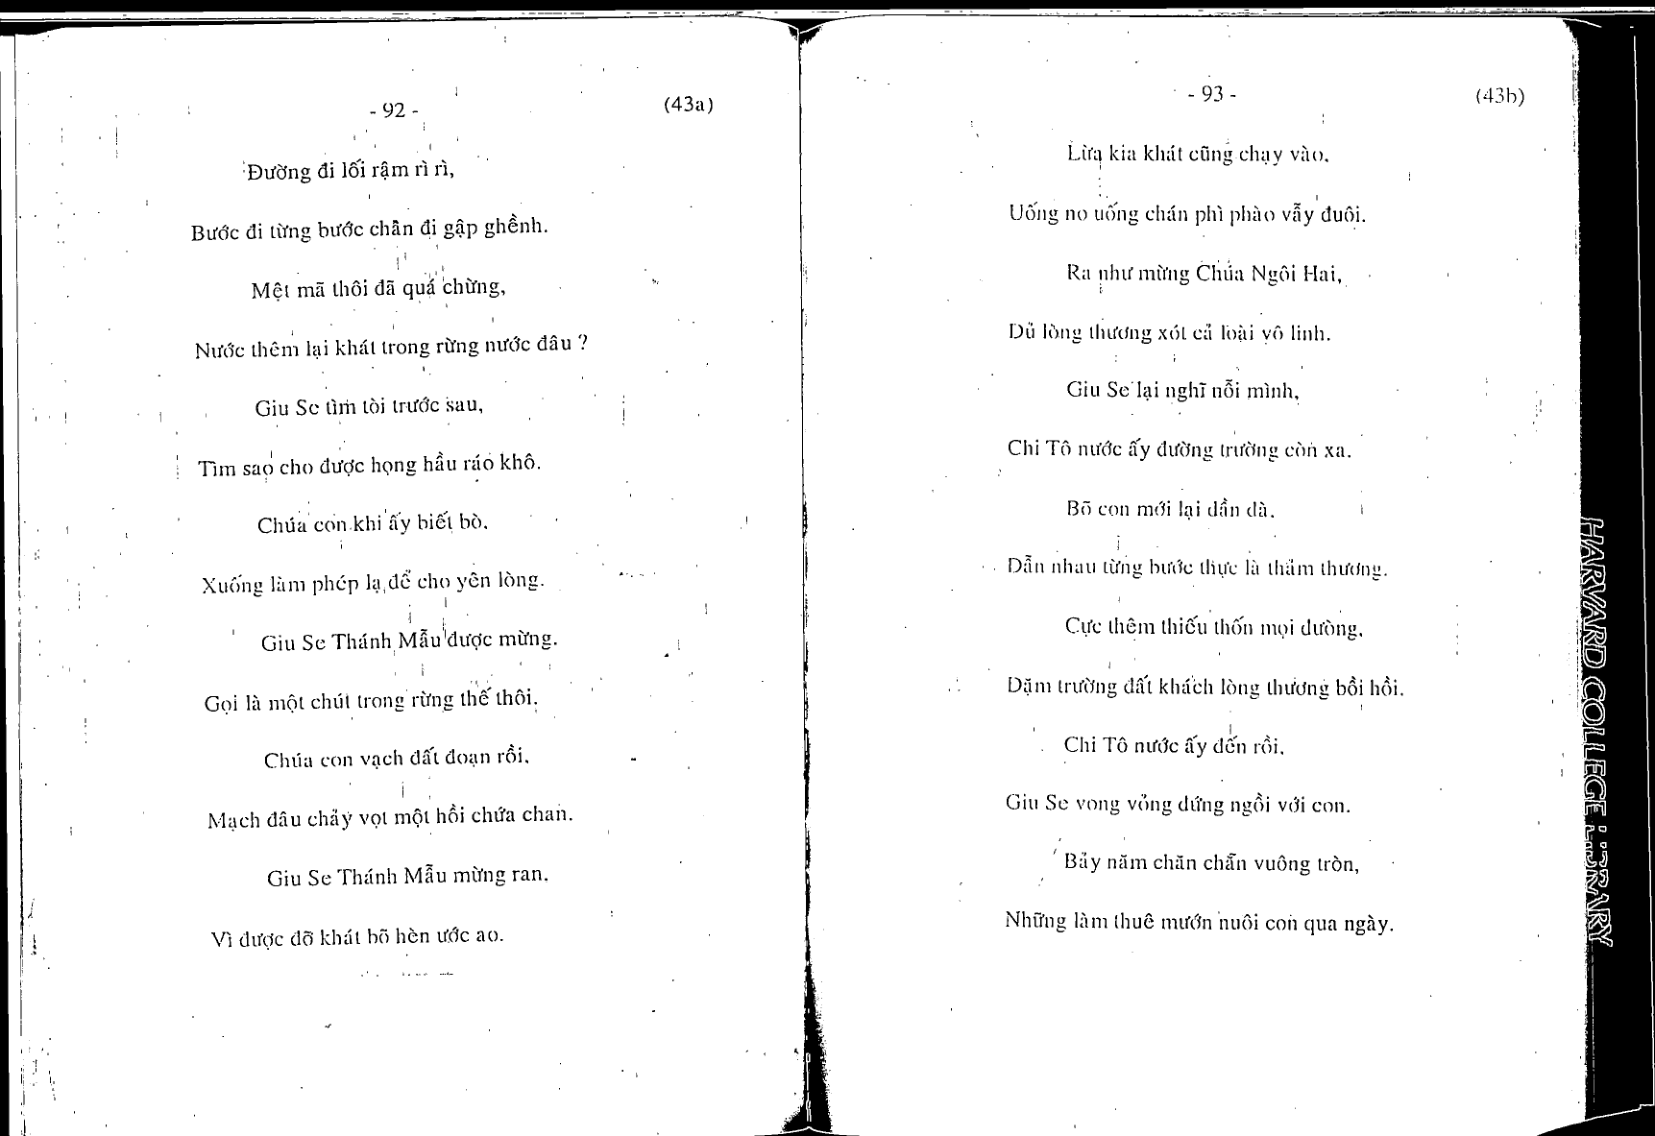 - 92 - (43a)
Đường đi lối rậm rì rì,
Bước đi từng bước chân đi gập ghềnh.
Mệt mã thôi đã quá chừng,
Nước thêm lại khát trong rừng nước đâu ?
Giu Se tìm tòi trước sau,
Tìm sao cho được họng hầu ráo khô.
Chúa con khi ấy biết bò,
Xuống làm phép lạ để cho yên lòng.
Giu Se Thánh Mẫu được mừng.
Gọi là một chút trong rừng thế thôi.
Chúa con vạch đất đoạn rồi,
Mạch đâu chảy vọt một hồi chứa chan.
Giu Se Thánh Mẫu mừng ran,
Vì được đỡ khát bõ hèn ước ao.
- 93 - (43b)
Lừa kia khát cũng chạy vào,
Uống no uống chán phì phào vẫy đuôi.
Ra như mừng Chúa Ngôi Hai,
Dủ lòng thương xót cả loài vô linh.
Giu Se lại nghĩ nỗi mình,
Chi Tô nước ấy đường trường còn xa.
Bõ con mới lại dần dà,
Dẫn nhau từng bước thực là thảm thương.
Cực thêm thiếu thốn mọi đường,
Dặm trường đất khách lòng thương bồi hồi.
Chi Tô nước ấy đến rồi,
Giu Se vong vỏng đứng ngồi với con.
Bảy năm chăn chẵn vuông tròn,
Những làm thuê mướn nuôi con qua ngày.
HARVARD COLLEGE LIBRARY